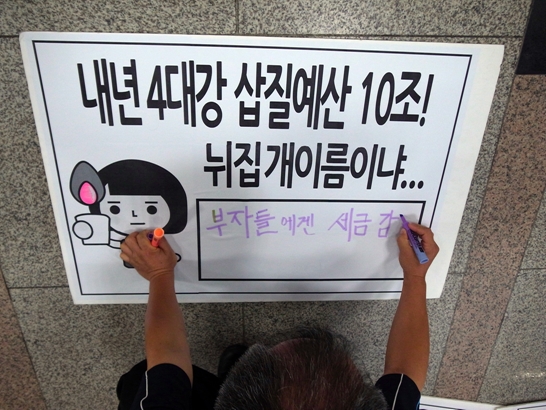 내년 4대강 삽질예산 10조!
뉘집 개이름이냐...
부자들에겐 세금 감